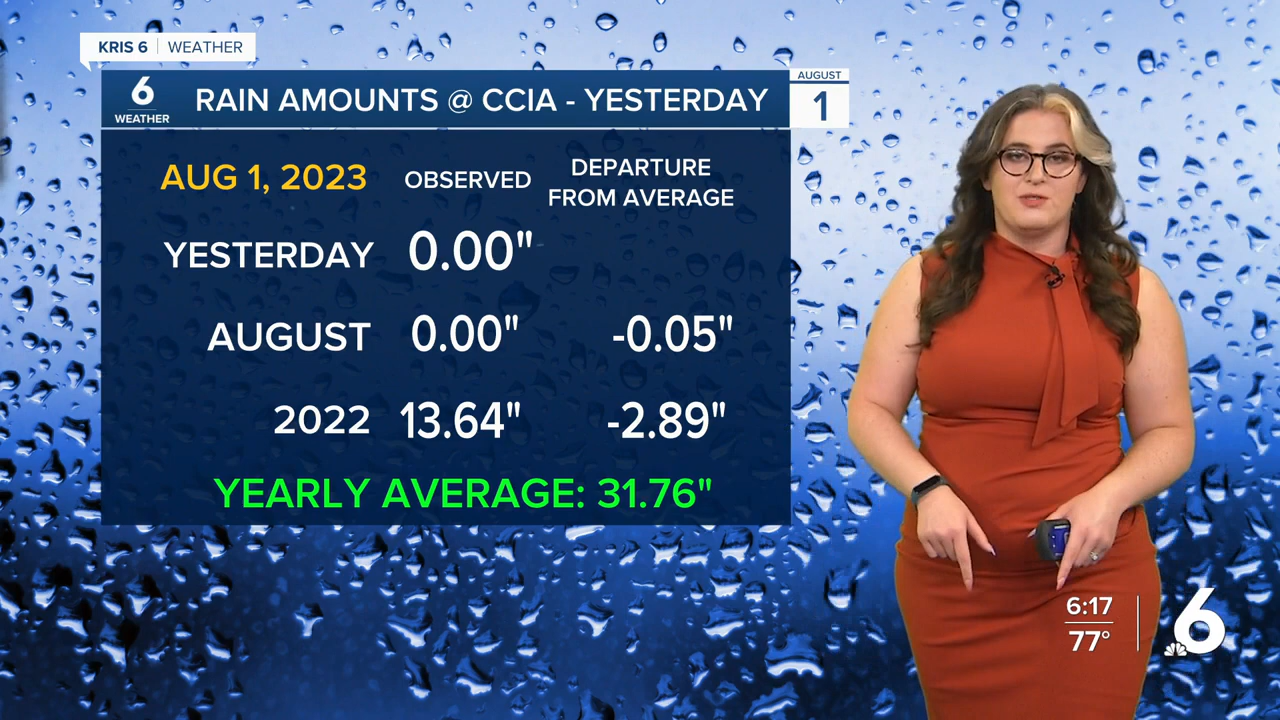 KRIS 6 | WEATHER
6
WEATHER
RAIN AMOUNTS @ CCIA - YESTERDAY
AUGUST
1
AUG 1, 2023
OBSERVED
DEPARTURE
FROM AVERAGE
YESTERDAY 0.00"
AUGUST 0.00" -0.05"
2022 13.64" -2.89"
YEARLY AVERAGE: 31.76"
6:17
77°
6